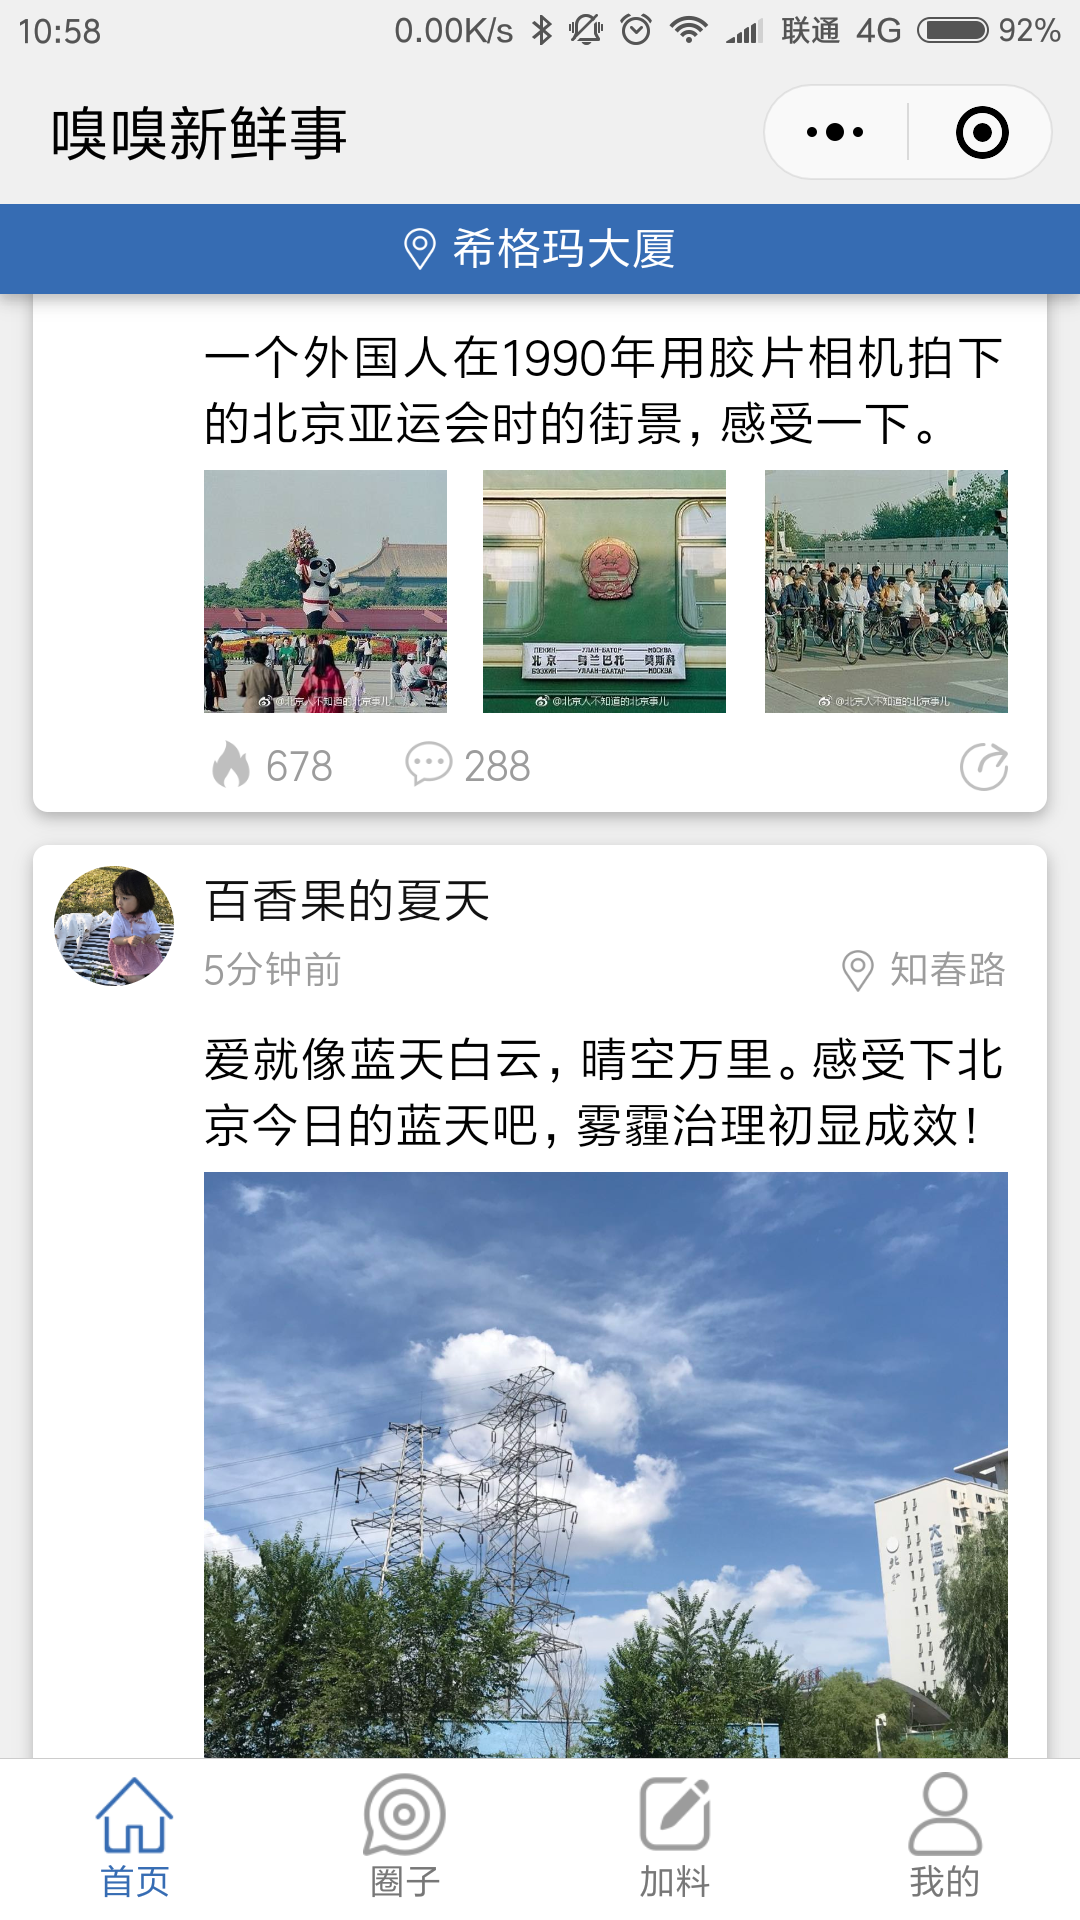 10:58
0.00K/s 联通 4G 92%
嗅嗅新鲜事
希格玛大厦
一个外国人在1990年用胶片相机拍下
的北京亚运会时的街景，感受一下。
北京—乌兰巴托—莫斯科
@北京人不知道的北京事儿
@北京人不知道的北京事儿
@北京人不知道的北京事儿
678 288
百香果的夏天
5分钟前 知春路
爱就像蓝天白云，晴空万里。感受下北
京今日的蓝天吧，雾霾治理初显成效！
首页 圈子 加料 我的